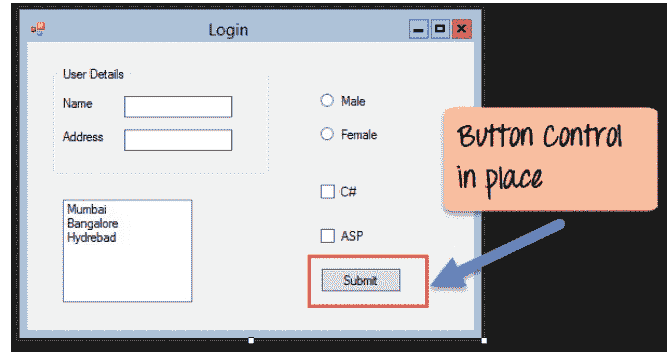 Login
User Details
Name
Address
Male
Female
C#
ASP
Mumbai
Bangalore
Hydrebad
Submit
Button Control
in place